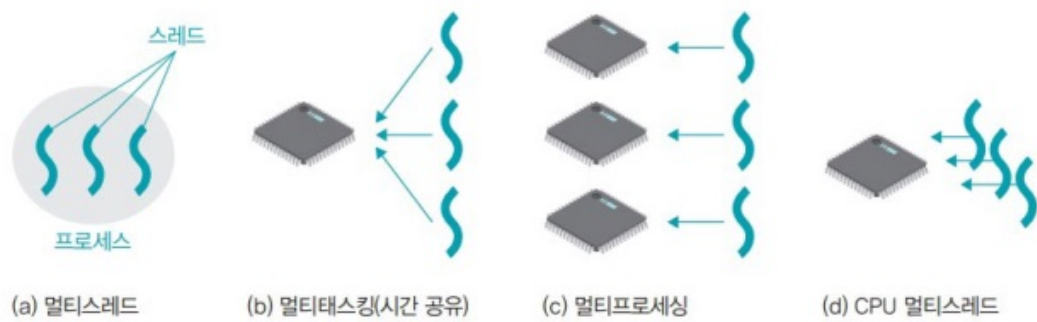 스레드
프로세스
(a) 멀티스레드
(b) 멀티태스킹(시간 공유)
(c) 멀티프로세싱
(d) CPU 멀티스레드